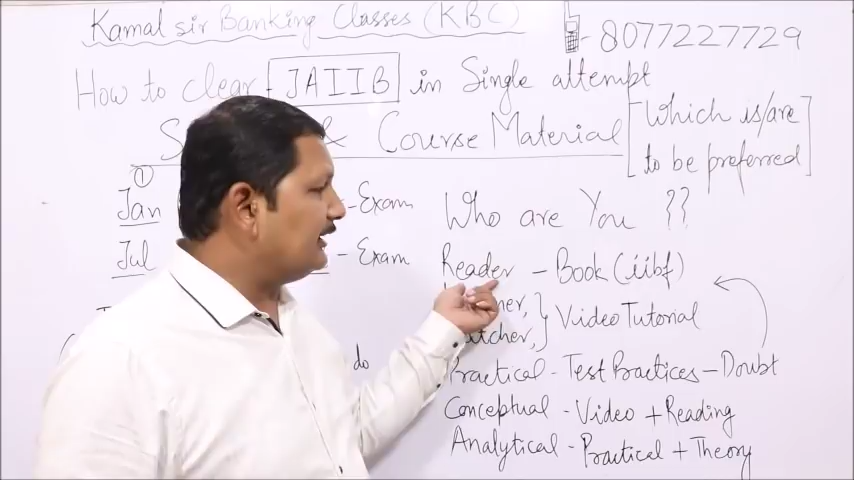 Kamal sir Banking Classes (KBC)
- 8077227729
How to clear - JAIIB in Single attempt
& Course Material
[Which is/are
to be preferred]
①
Jan - Exam
Jul - Exam
Who are You ??
Reader - Book (iibf)
Video Tutorial
do
Practical - Test Practices - Doubt
Conceptual - Video + Reading
Analytical - Practical + Theory